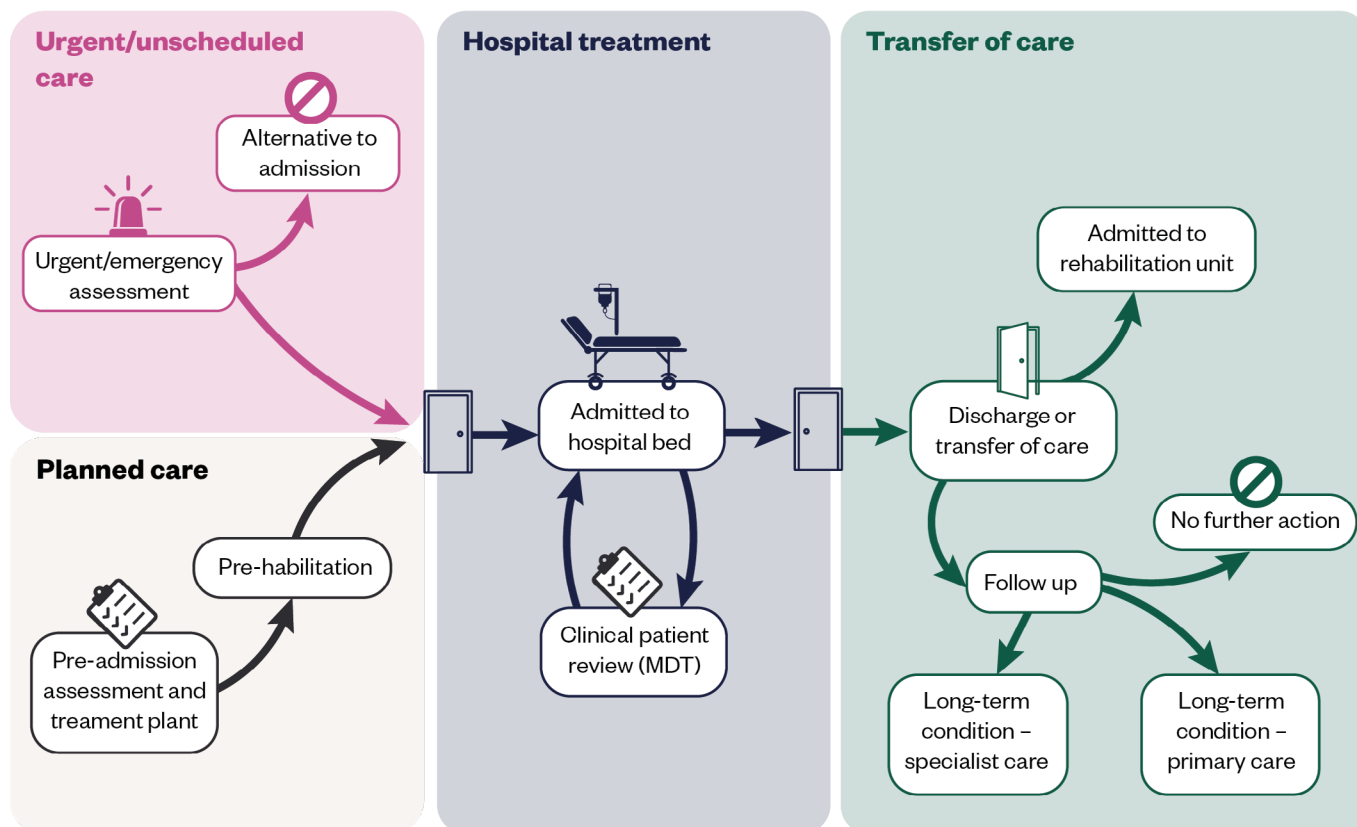 Urgent/unscheduled
care
Alternative to
admission
Urgent/emergency
assessment
Planned care
Pre-habilitation
Pre-admission
assessment and
treament plant
Hospital treatment
Admitted to
hospital bed
Clinical patient
review (MDT)
Transfer of care
Admitted to
rehabilitation unit
Discharge or
transfer of care
No further action
Follow up
Long-term
condition –
specialist care
Long-term
condition –
primary care